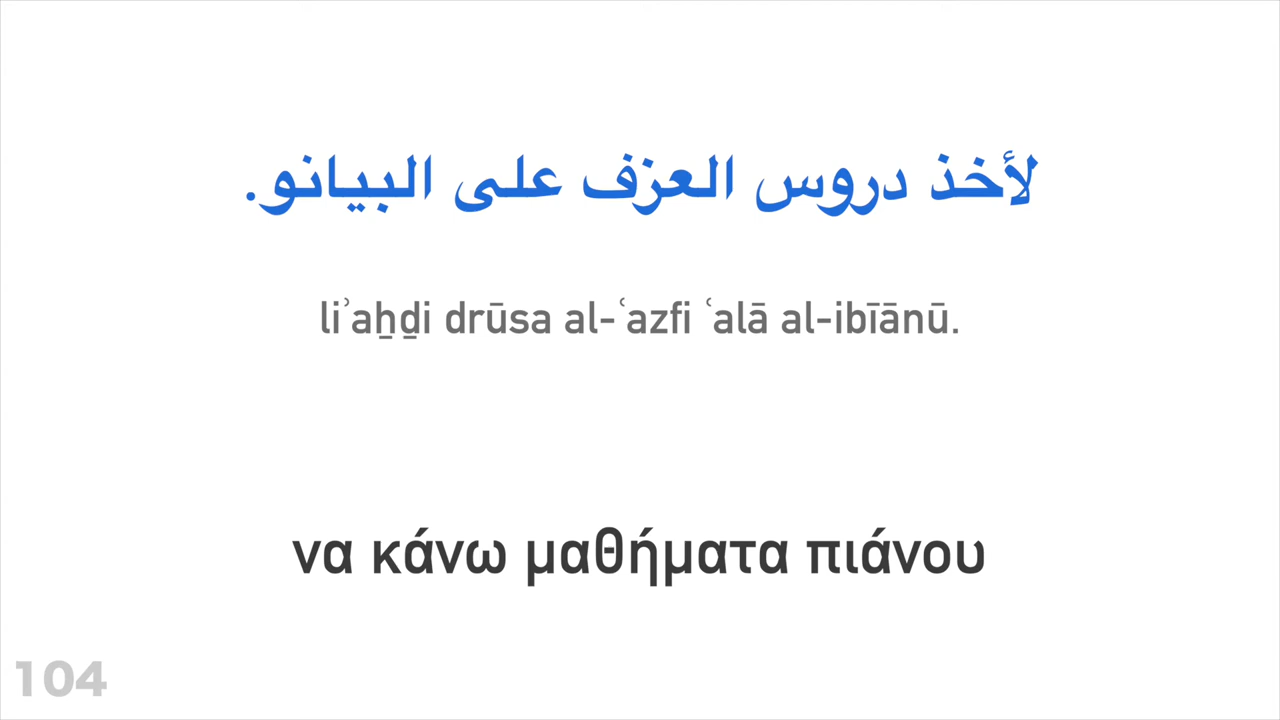 لأخذ دروس العزف على البيانو.
liʾaẖḏi drūsa al-ʿazfi ʿalā al-ibīānū.
να κάνω μαθήματα πιάνου
104